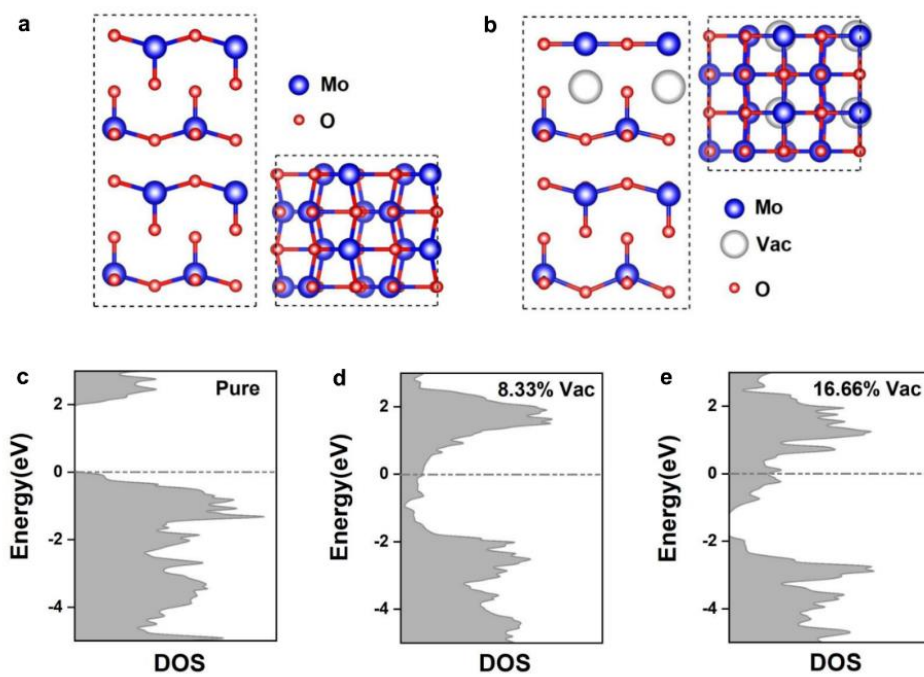 a
Mo
O
b
Mo
Vac
O
c
Pure
2
0
-2
-4
Energy(eV)
DOS
d
8.33% Vac
2
0
-2
-4
Energy(eV)
DOS
e
16.66% Vac
2
0
-2
-4
Energy(eV)
DOS